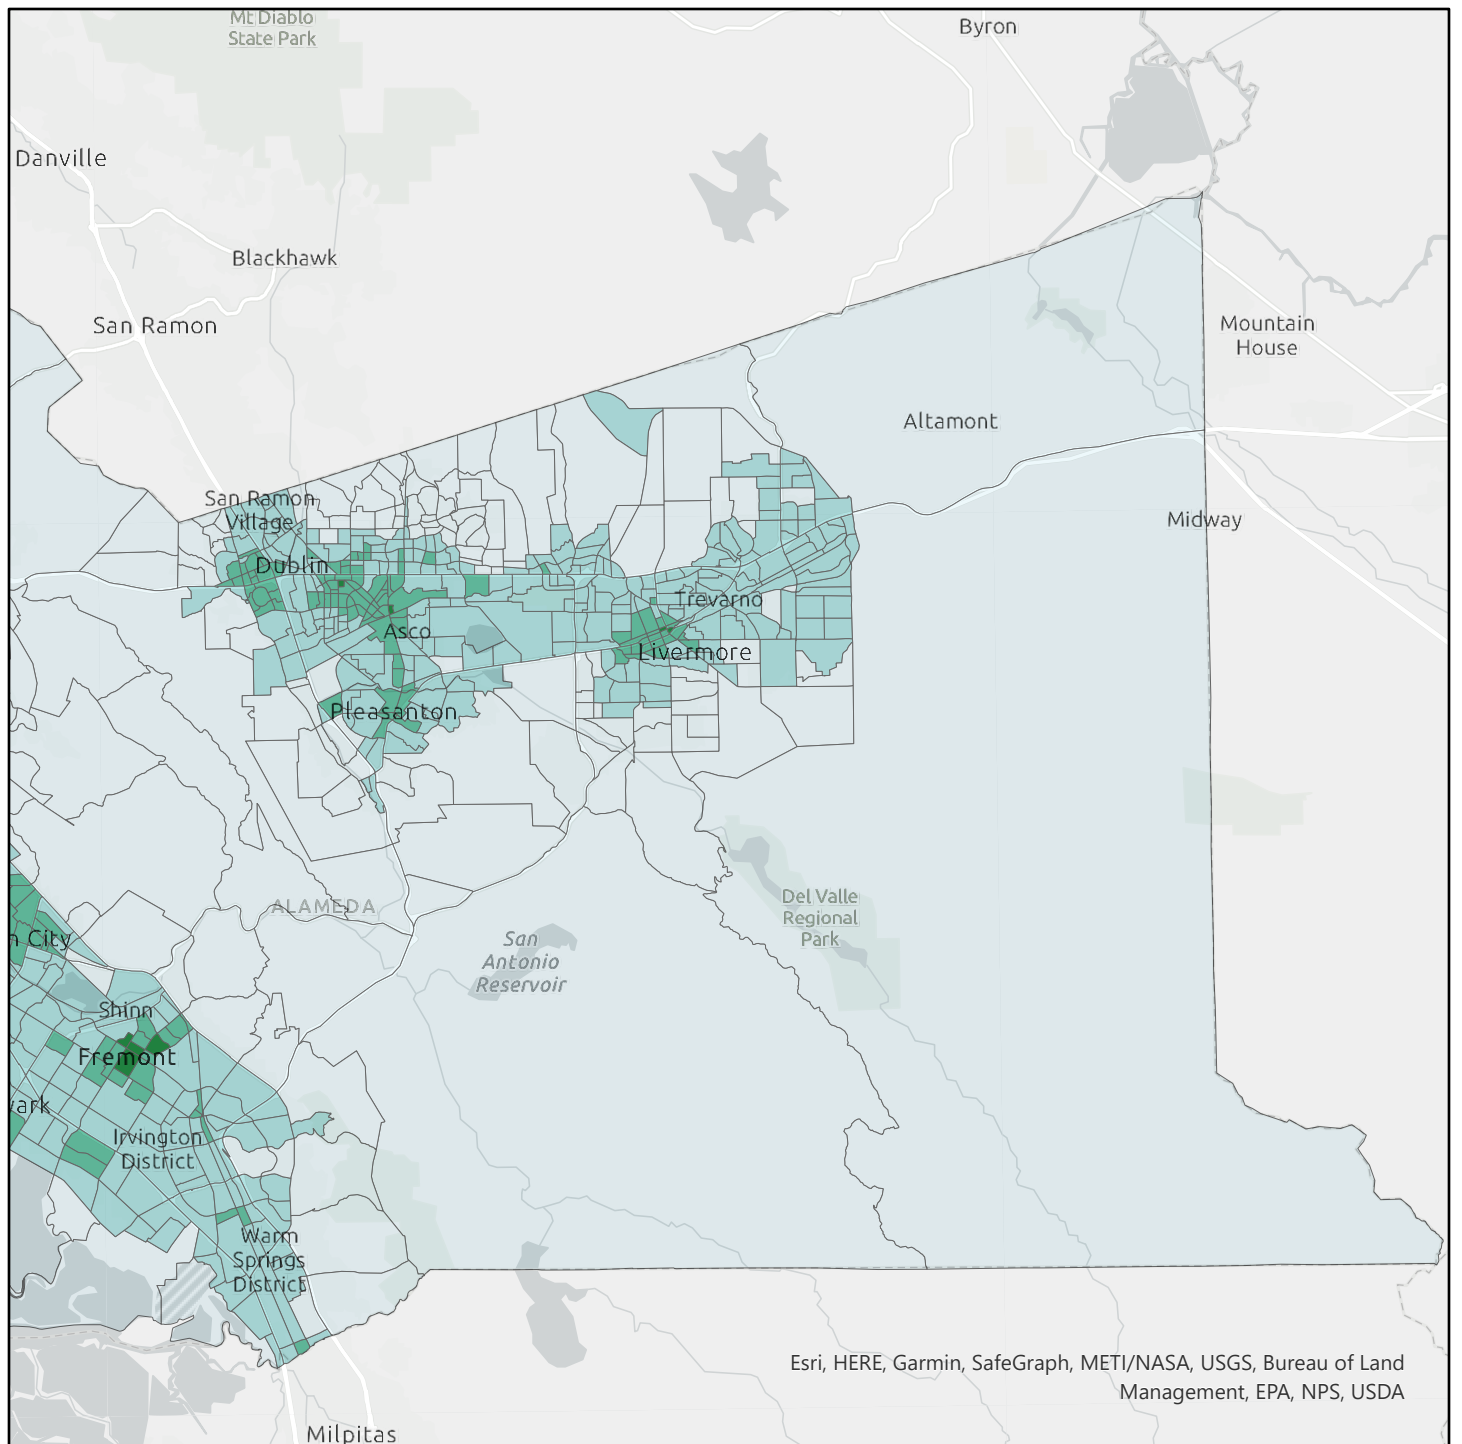 Mt Diablo
State Park
Byron
Danville
Blackhawk
San Ramon
Mountain
House
Altamont
San Ramon
Village
Midway
Dublin
Trevarno
Asco
Livermore
Pleasanton
Del Valle
Regional
Park
ALAMEDA
San
Antonio
Reservoir
n City
Shinn
Fremont
ark
Irvington
District
Warm
Springs
District
Esri, HERE, Garmin, SafeGraph, METI/NASA, USGS, Bureau of Land
Management, EPA, NPS, USDA
Milpitas